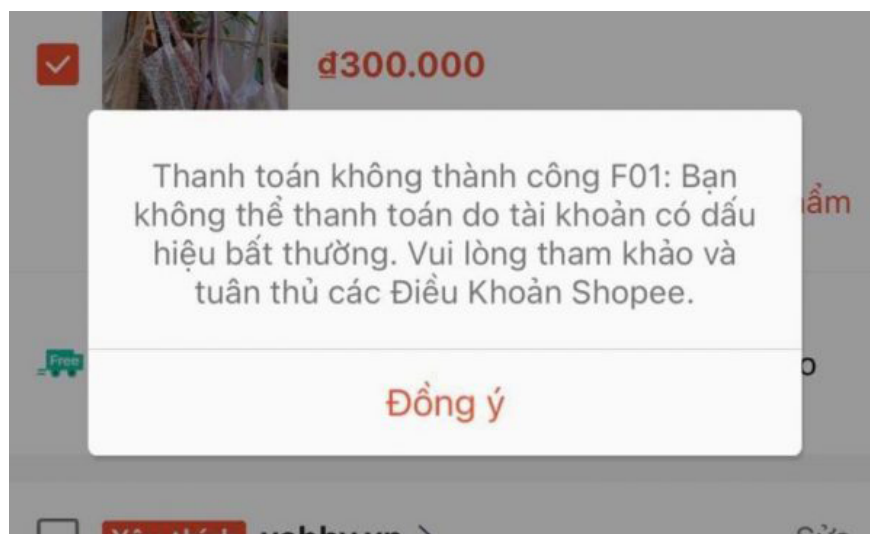 ₫300.000
Thanh toán không thành công F01: Bạn
không thể thanh toán do tài khoản có dấu
hiệu bất thường. Vui lòng tham khảo và
tuân thủ các Điều Khoản Shopee.
Free
Đồng ý